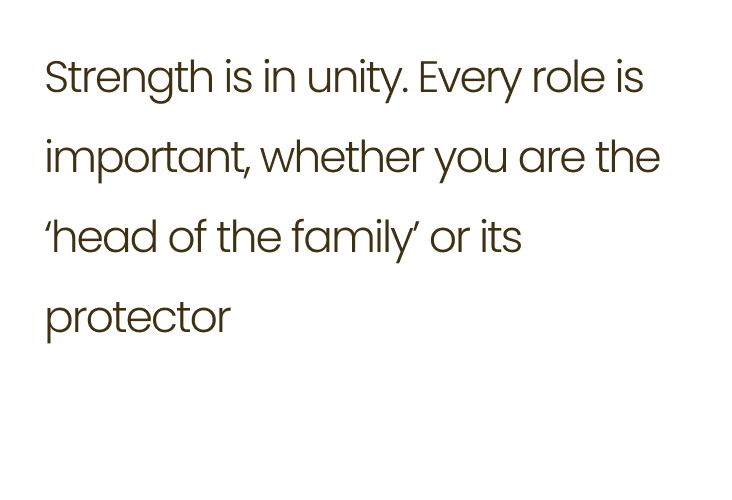 Strength is in unity. Every role is
important, whether you are the
‘head of the family’ or its
protector